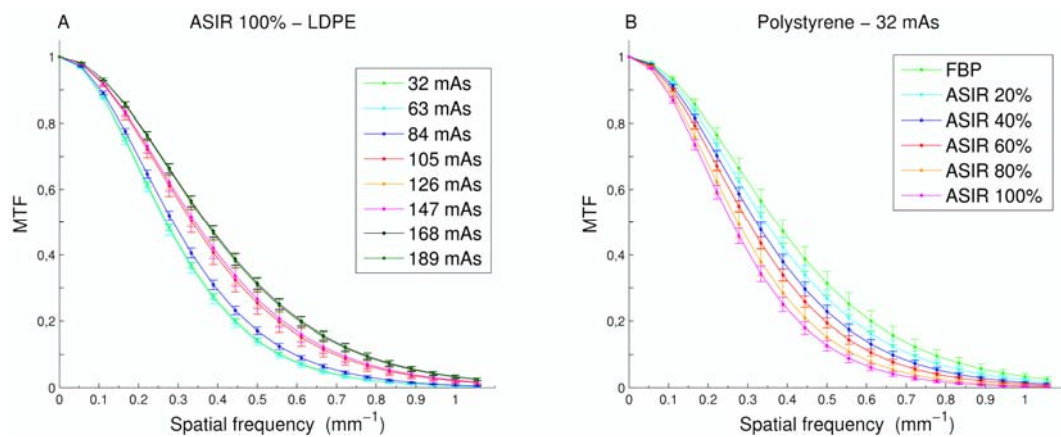 A
ASIR 100% – LDPE
MTF
1
0,8
0.6
0.4
0,2
0
0
0.1
0.2
0.3
0.4
0.5
0.6
0.7
0.8
0.9
1
Spatial frequency (mm⁻¹)
32 mAs
63 mAs
84 mAs
105 mAs
126 mAs
147 mAs
168 mAs
189 mAs
B
Polystyrene – 32 mAs
MTF
1
0,8
0.6
0.4
0,2
0
0
0.1
0.2
0.3
0.4
0.5
0.6
0.7
0.8
0.9
1
Spatial frequency (mm⁻¹)
FBP
ASIR 20%
ASIR 40%
ASIR 60%
ASIR 80%
ASIR 100%